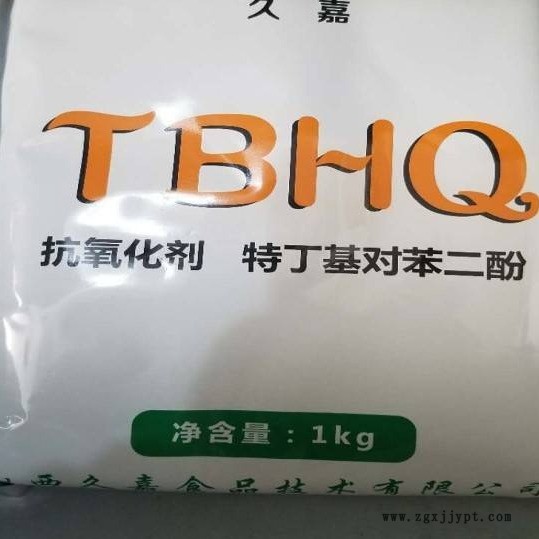 久嘉
TBHQ
抗氧化剂 特丁基对苯二酚
净含量：1kg
西久嘉食品技术有限公司
www.zgxjjypt.com